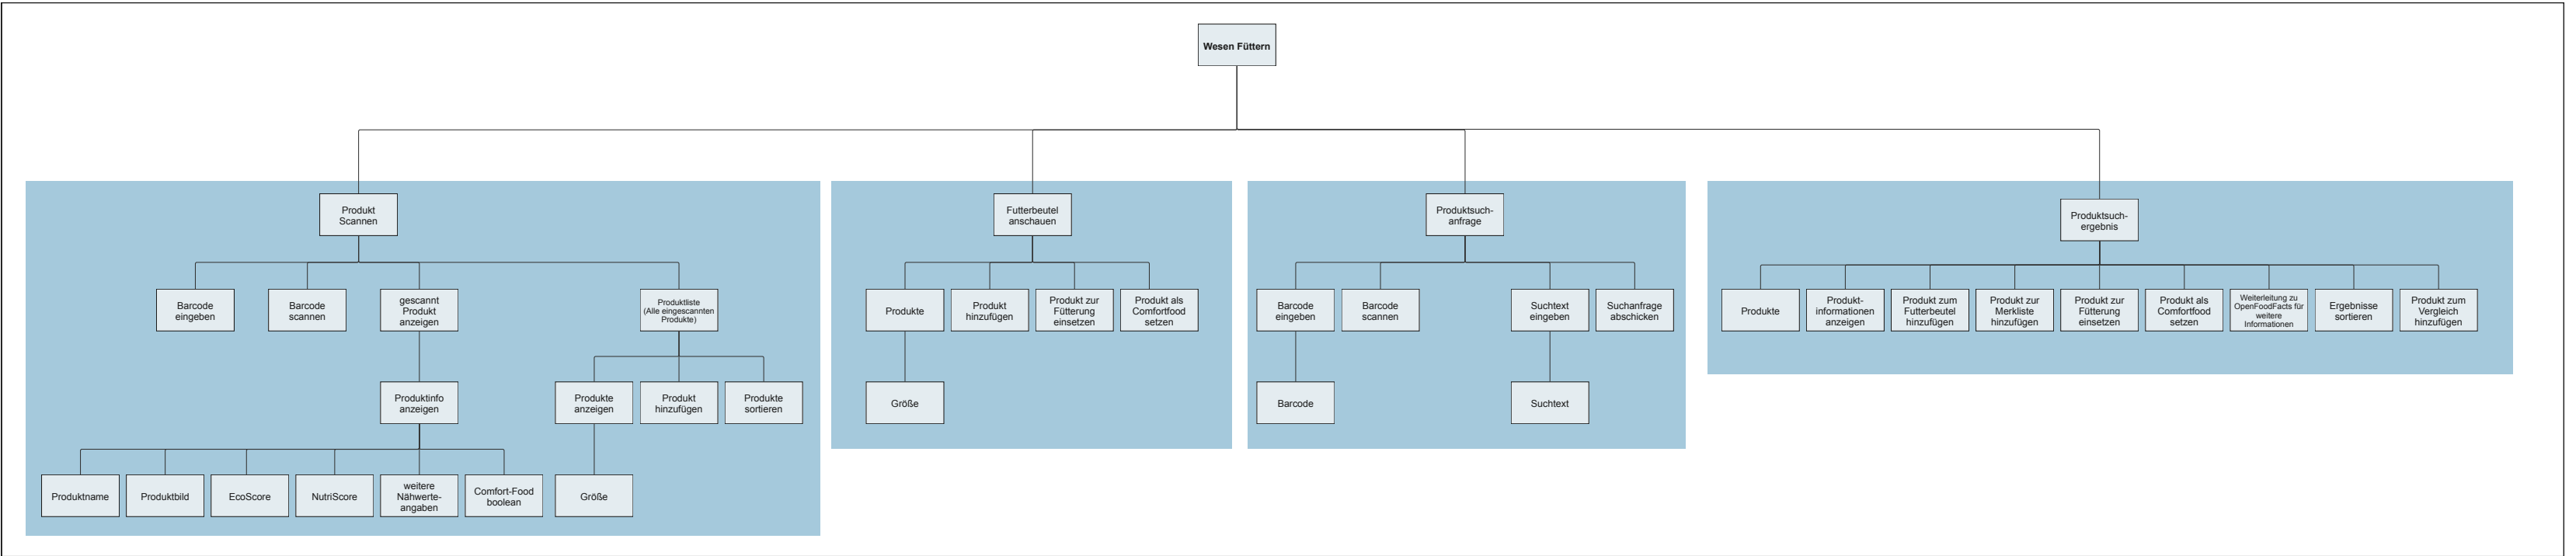 Wesen Füttern
Produkt
Scannen
Futterbeutel
anschauen
Produktsuch-
anfrage
Produktsuch-
ergebnis
Barcode
eingeben
Barcode
scannen
gescannt
Produkt
anzeigen
Produktliste
(Alle eingescannten
Produkte)
Produkte
Produkt
hinzufügen
Produkt zur
Fütterung
einsetzen
Produkt als
Comfortfood
setzen
Barcode
eingeben
Barcode
scannen
Suchtext
eingeben
Suchanfrage
abschicken
Produkte
Produkt-
informationen
anzeigen
Produkt zum
Futterbeutel
hinzufügen
Produkt zur
Merkliste
hinzufügen
Produkt zur
Fütterung
einsetzen
Produkt als
Comfortfood
setzen
Weiterleitung zu
OpenFoodFacts für
weitere
Informationen
Ergebnisse
sortieren
Produkt zum
Vergleich
hinzufügen
Produktinfo
anzeigen
Produkte
anzeigen
Produkt
hinzufügen
Produkte
sortieren
Größe
Barcode
Suchtext
Produktname
Produktbild
EcoScore
NutriScore
weitere
Nähwerte-
angaben
Comfort-Food
boolean
Größe